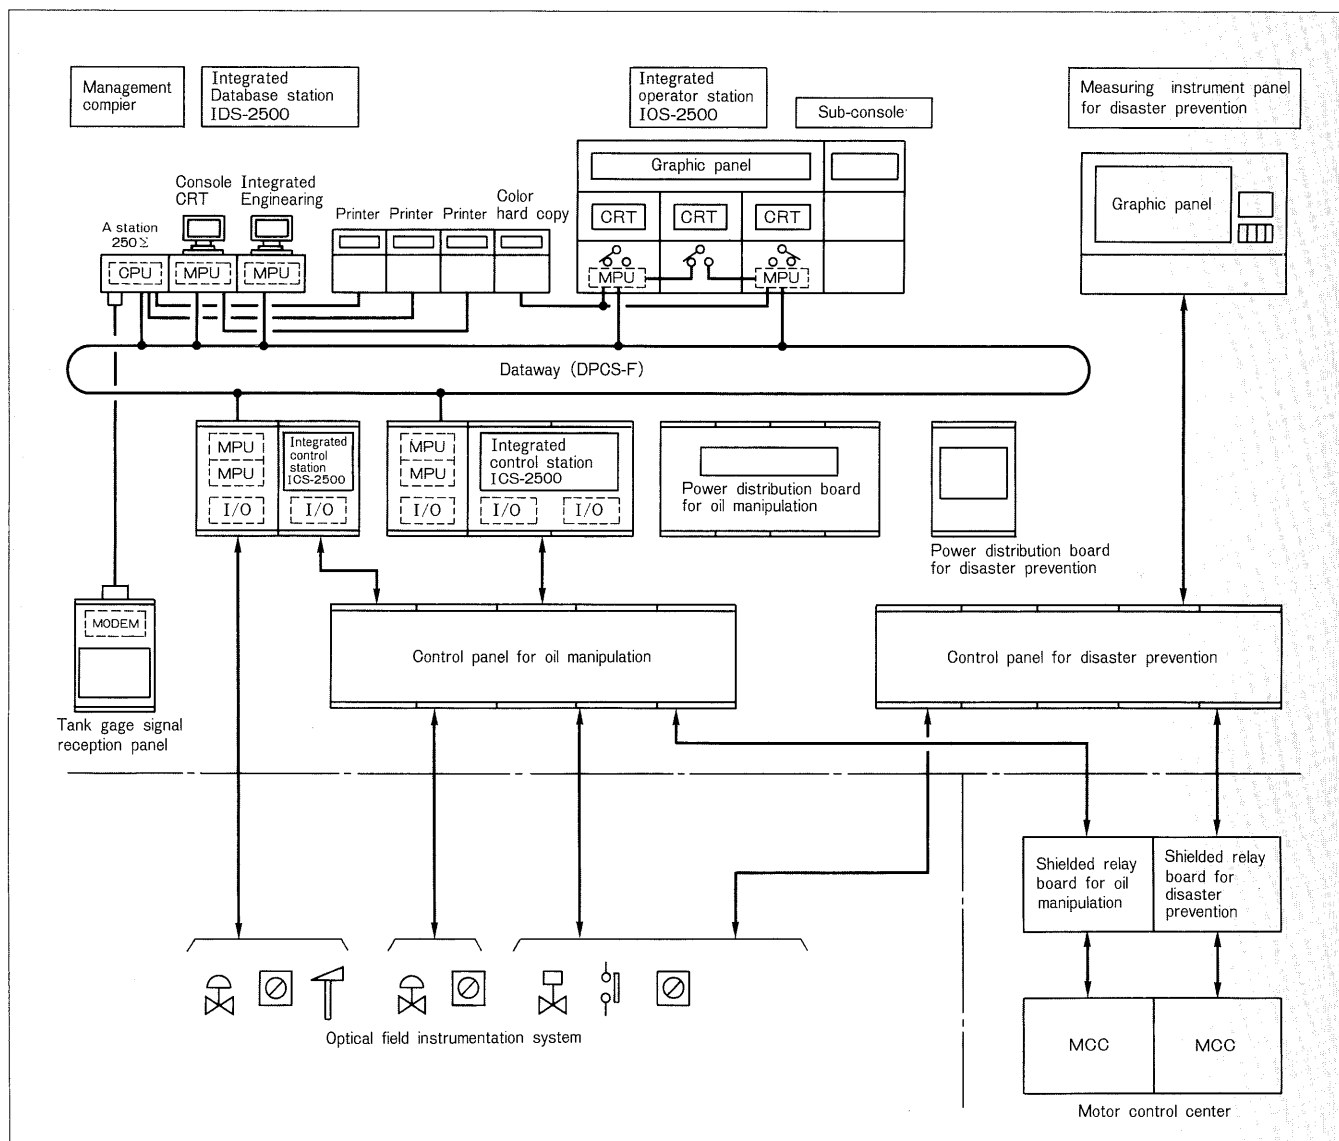 Management
compier
Integrated
Database station
IDS-2500
Integrated
operator station
IOS-2500
Sub-console
Measuring instrument panel
for disaster prevention
Console
CRT
Integrated
Enginearing
A station
250Σ
Printer
Printer
Printer
Color
hard copy
Graphic panel
Graphic panel
CRT
CRT
CRT
CPU
MPU
MPU
MPU
MPU
Dataway (DPCS-F)
MPU
MPU
I/O
Integrated
control
station
ICS-2500
I/O
MPU
MPU
I/O
Integrated
control station
ICS-2500
I/O
I/O
Power distribution board
for oil manipulation
Power distribution board
for disaster prevention
MODEM
Tank gage signal
reception panel
Control panel for oil manipulation
Control panel for disaster prevention
Shielded relay
board for oil
manipulation
Shielded relay
board for
disaster
prevention
Optical field instrumentation system
MCC
MCC
Motor control center